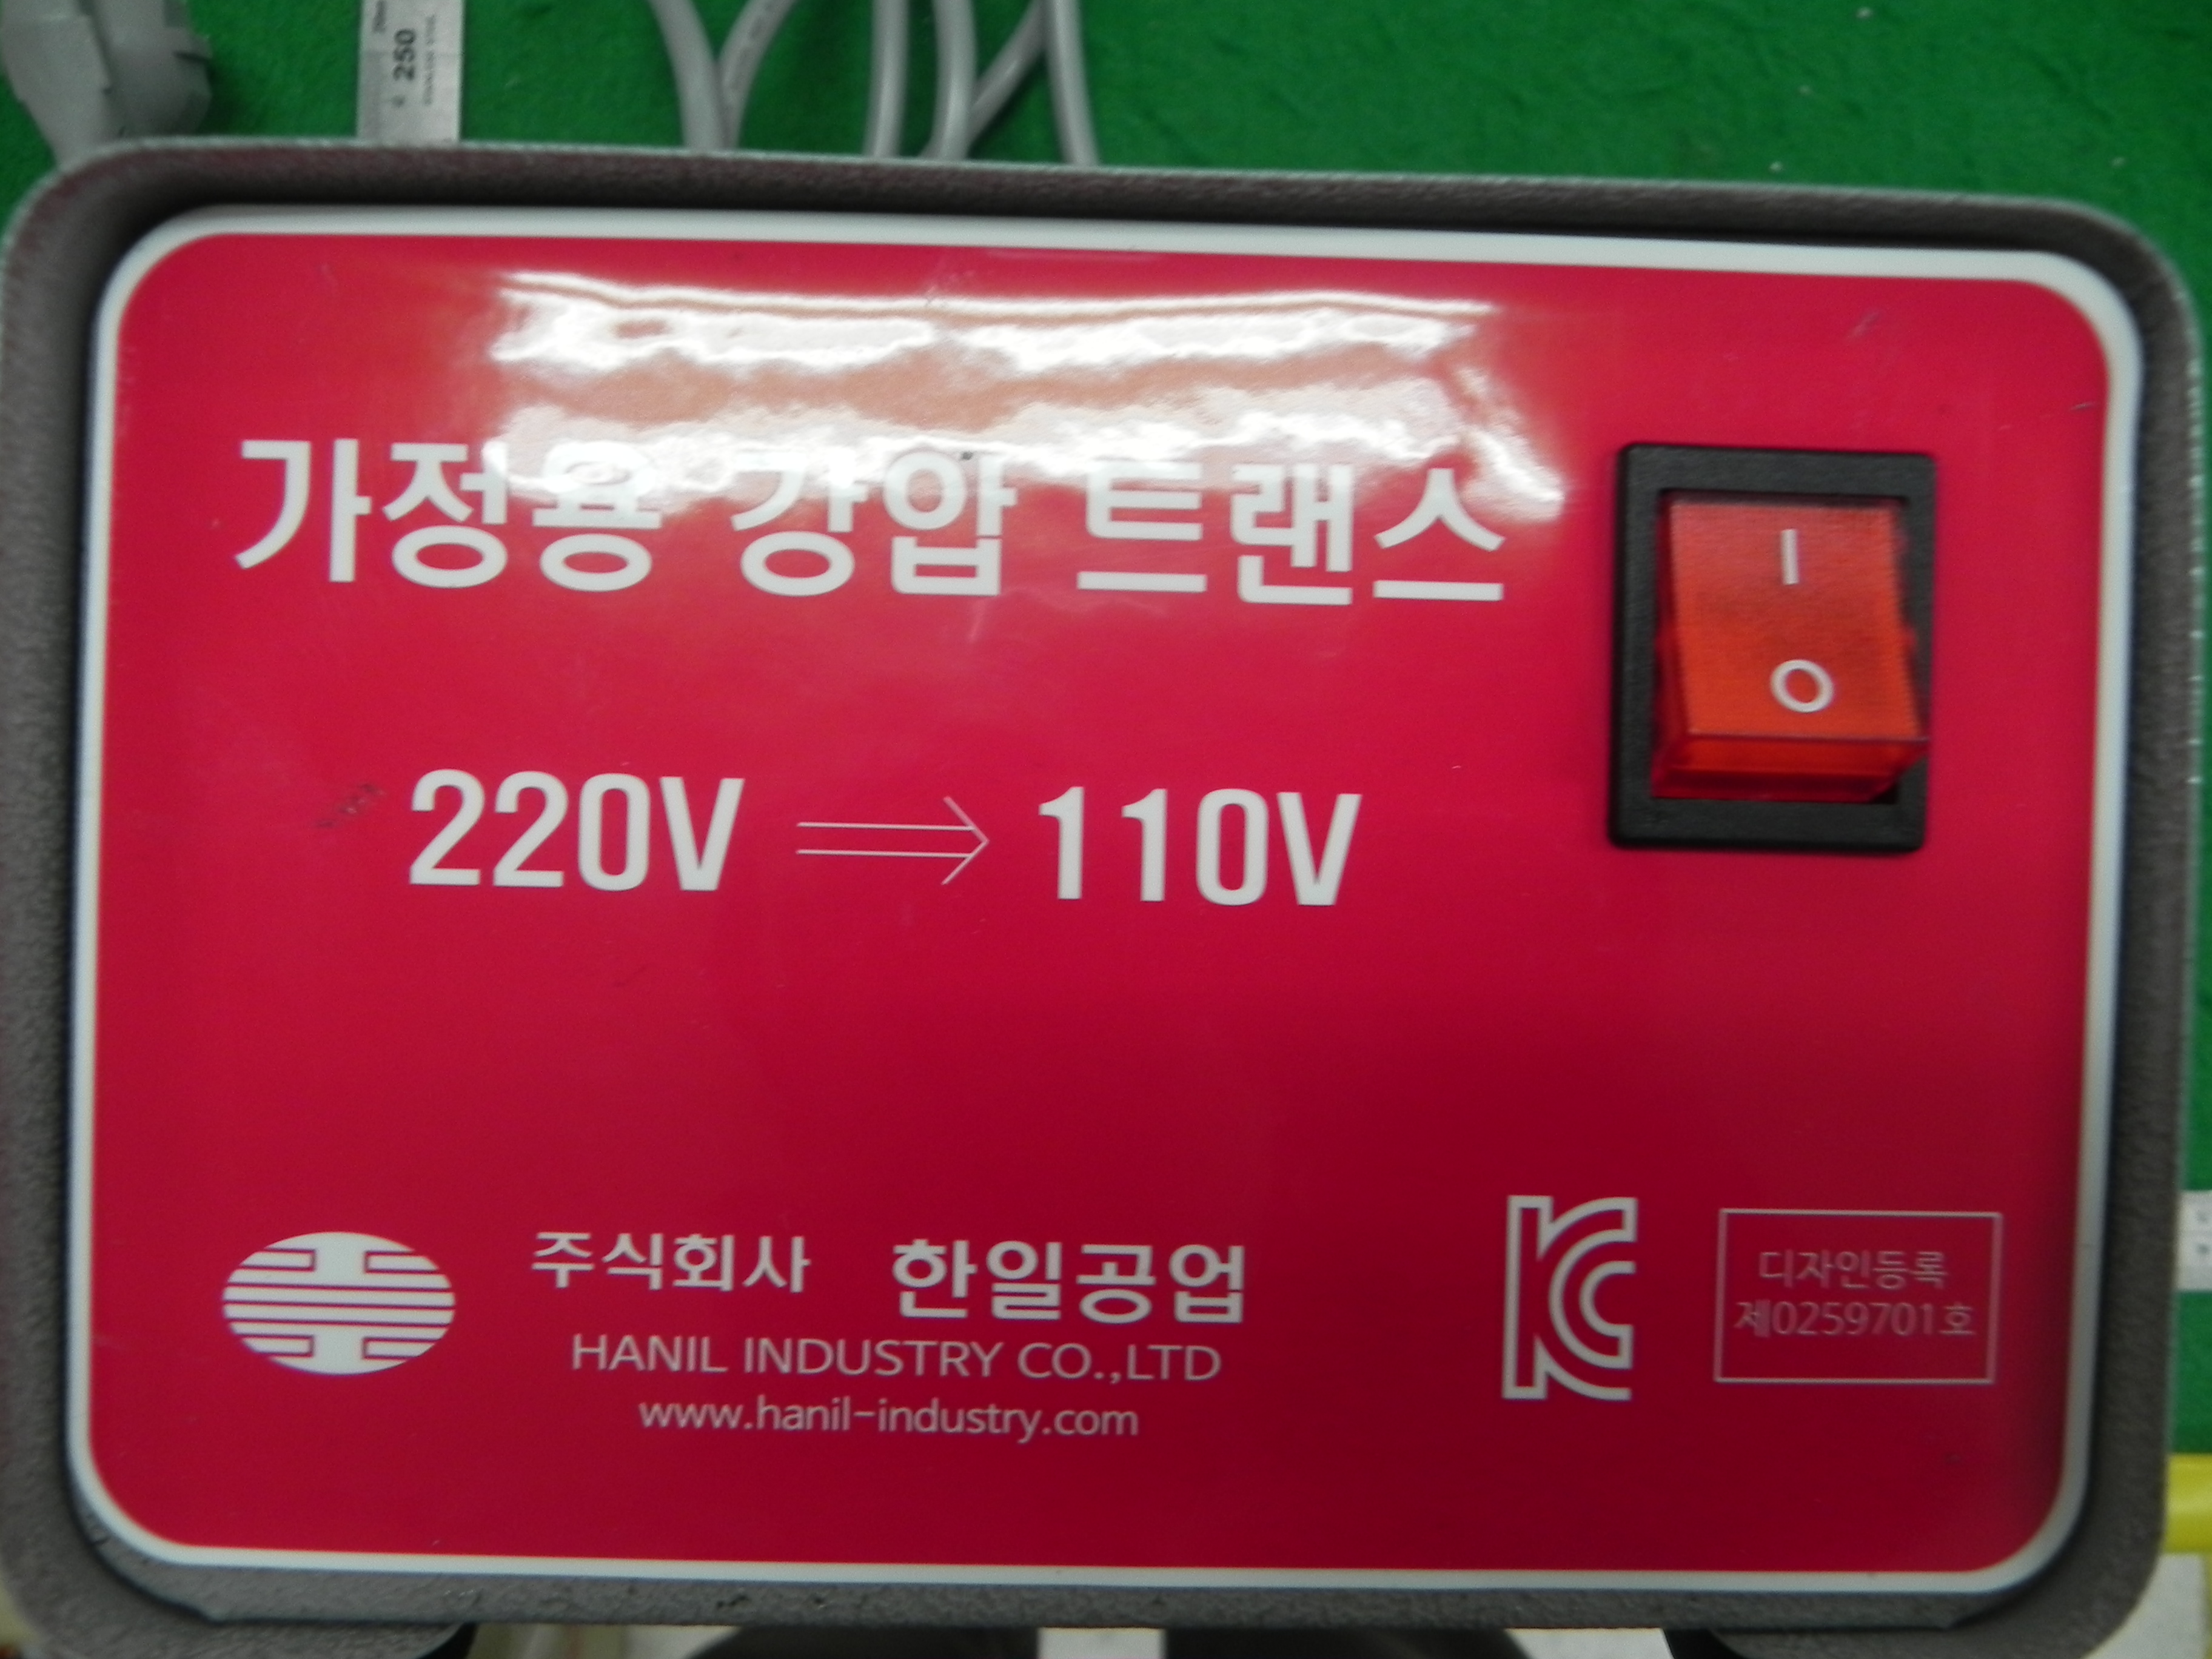 250
가정용 강압 트랜스
I
O
220V ⇒ 110V
주식회사 한일공업
HANIL INDUSTRY CO.,LTD
www.hanil-industry.com
KC
디자인등록
제0259701호